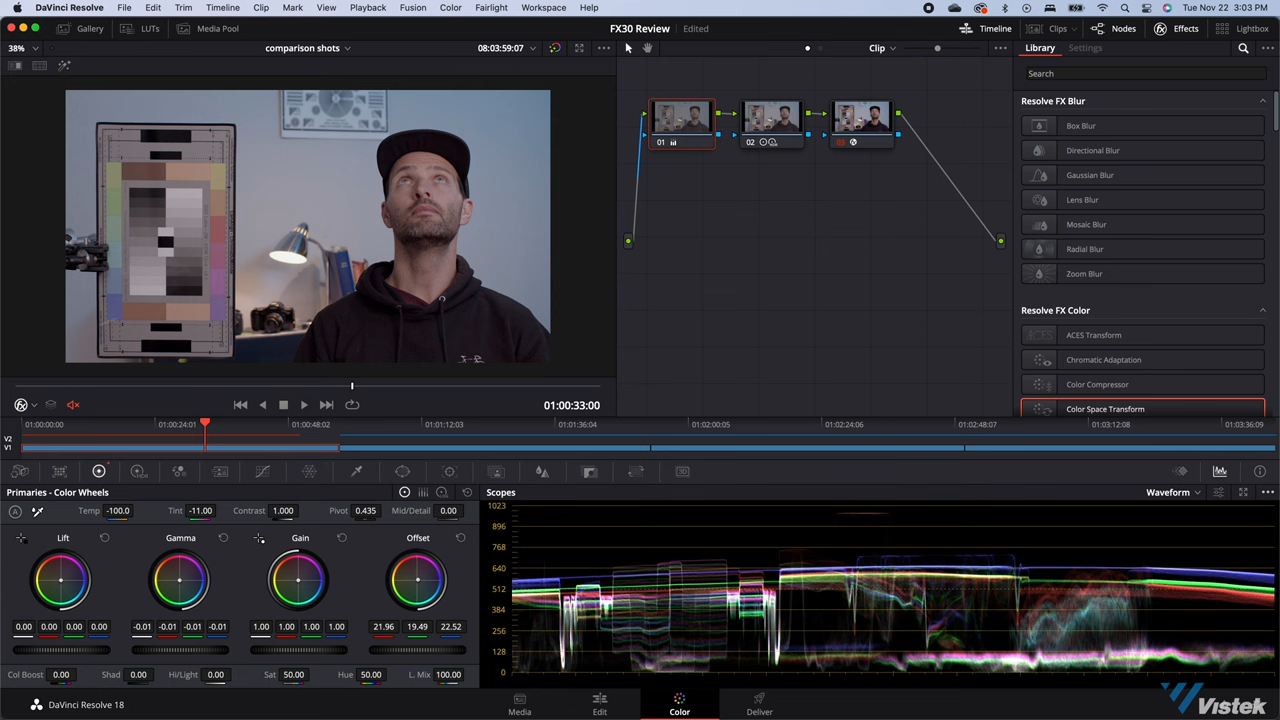 DaVinci Resolve File Edit Trim Timeline Clip Mark View Playback Fusion Color Fairlight Workspace Help Tue Nov 22 3:03 PM
Gallery LUTs Media Pool FX30 Review Edited Timeline Clips Nodes Effects Lightbox
38% comparison shots 08:03:59:07 Clip Library Settings
Search
Resolve FX Blur
Box Blur
Directional Blur
Gaussian Blur
Lens Blur
Mosaic Blur
Radial Blur
Zoom Blur
Resolve FX Color
ACES Transform
Chromatic Adaptation
Color Compressor
Color Space Transform
01 02 03
01:00:33:00
01:00:00:00 01:00:24:01 01:00:48:02 01:01:12:03 01:01:36:04 01:02:00:05 01:02:24:06 01:02:48:07 01:03:12:08 01:03:36:09
V2
V1
Primaries - Color Wheels
Temp -100.0 Tint -11.00 Contrast 1.000 Pivot 0.435 Mid/Detail 0.00
Lift Gamma Gain Offset
0.00 0.00 0.00 0.00 -0.01 -0.01 -0.01 -0.01 1.00 1.00 1.00 1.00 21.96 19.49 22.52
Col Boost 0.00 Shad 0.00 Hi/Light 0.00 Sat 50.00 Hue 50.00 L. Mix 100.00
Scopes Waveform
1023
896
768
640
512
384
256
128
0
DaVinci Resolve 18 Media Edit Color Deliver
Vistek